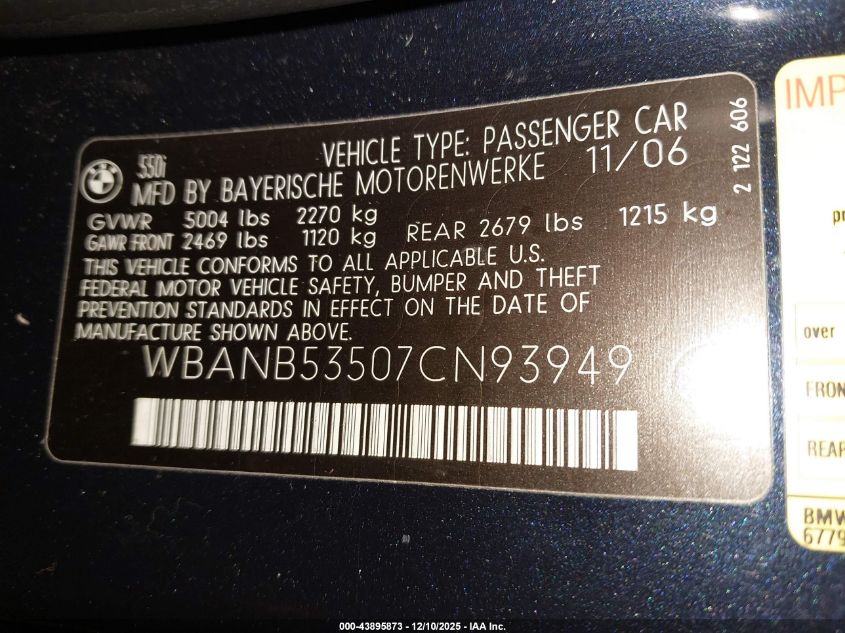 BMW
550i
VEHICLE TYPE: PASSENGER CAR
MFD BY BAYERISCHE MOTORENWERKE 11/06
GVWR 5004 lbs 2270 kg
GAWR FRONT 2469 lbs 1120 kg REAR 2679 lbs 1215 kg
THIS VEHICLE CONFORMS TO ALL APPLICABLE U.S.
FEDERAL MOTOR VEHICLE SAFETY, BUMPER AND THEFT
PREVENTION STANDARDS IN EFFECT ON THE DATE OF
MANUFACTURE SHOWN ABOVE.
WBANB53507CN93949
2 122 606
IMP
over
FRON
REAR
BMW
6779
000-43895873 - 12/10/2025 - IAA Inc.